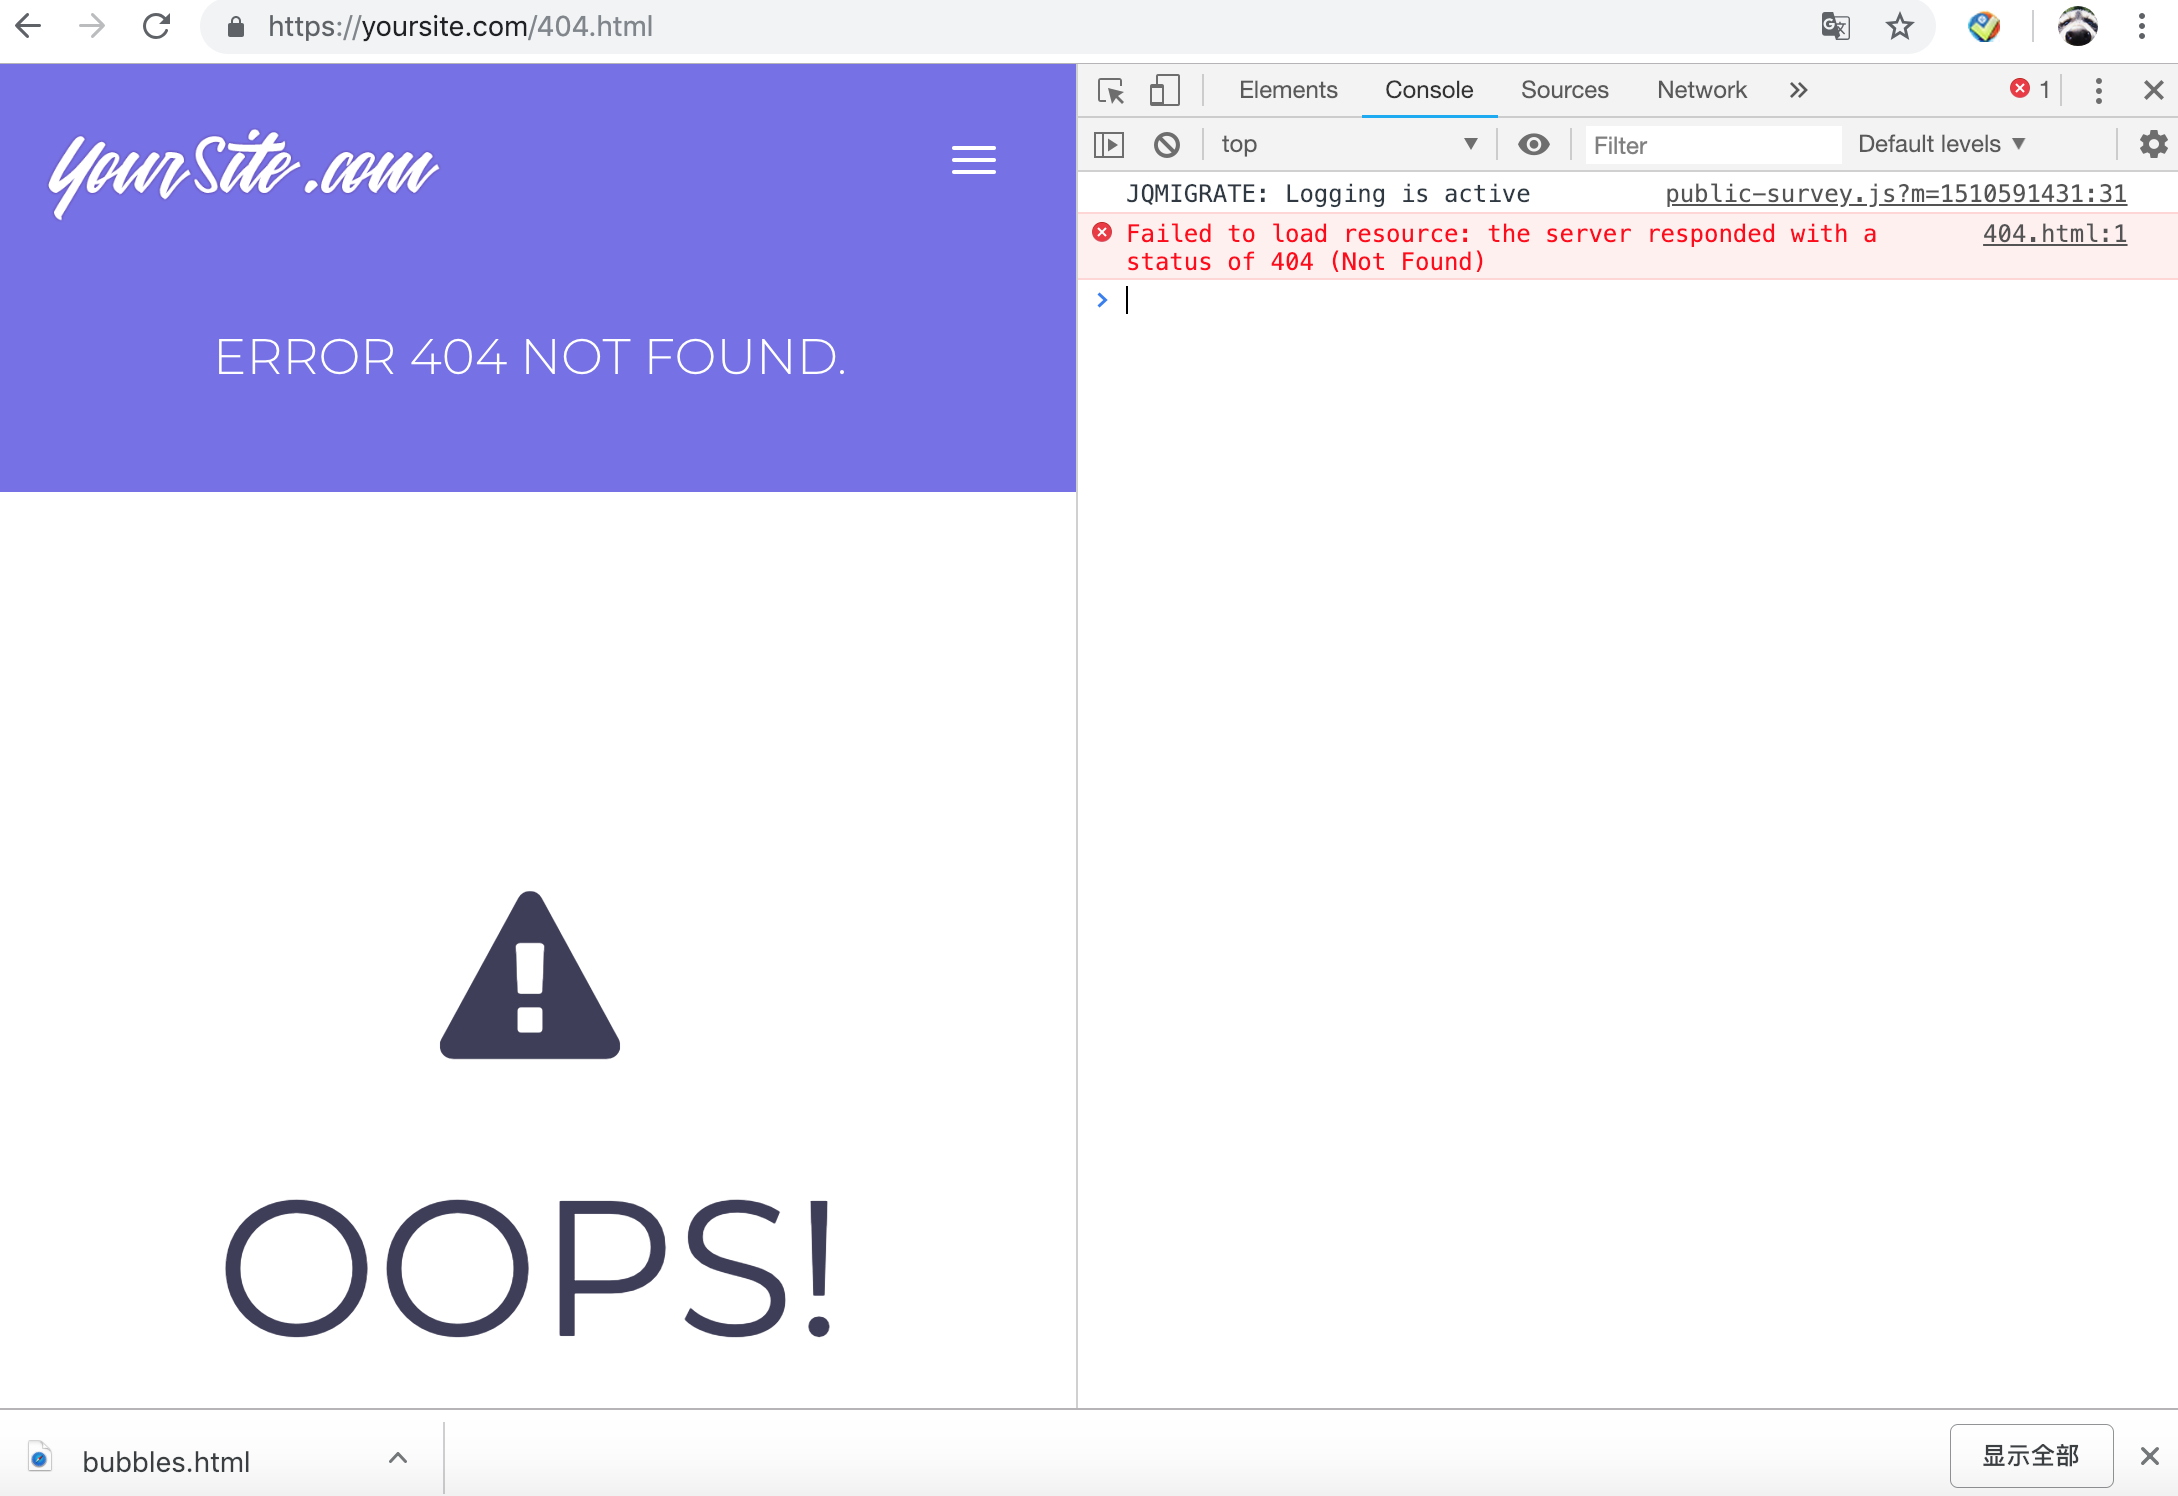 https://yoursite.com/404.html
YourSite.com
ERROR 404 NOT FOUND.
OOPS!
Elements Console Sources Network » 1
top Filter Default levels
JQMIGRATE: Logging is active public-survey.js?m=1510591431:31
Failed to load resource: the server responded with a 404.html:1
status of 404 (Not Found)
bubbles.html
显示全部